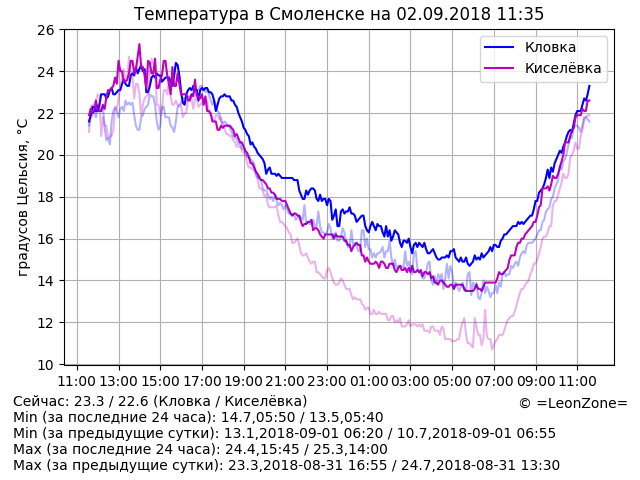 Температура в Смоленске на 02.09.2018 11:35
26
24
22
20
18
16
14
12
10
градусов Цельсия, °C
Кловка
Киселёвка
11:00 13:00 15:00 17:00 19:00 21:00 23:00 01:00 03:00 05:00 07:00 09:00 11:00
Сейчас: 23.3 / 22.6 (Кловка / Киселёвка)
© =LeonZone=
Min (за последние 24 часа): 14.7,05:50 / 13.5,05:40
Min (за предыдущие сутки): 13.1,2018-09-01 06:20 / 10.7,2018-09-01 06:55
Max (за последние 24 часа): 24.4,15:45 / 25.3,14:00
Max (за предыдущие сутки): 23.3,2018-08-31 16:55 / 24.7,2018-08-31 13:30